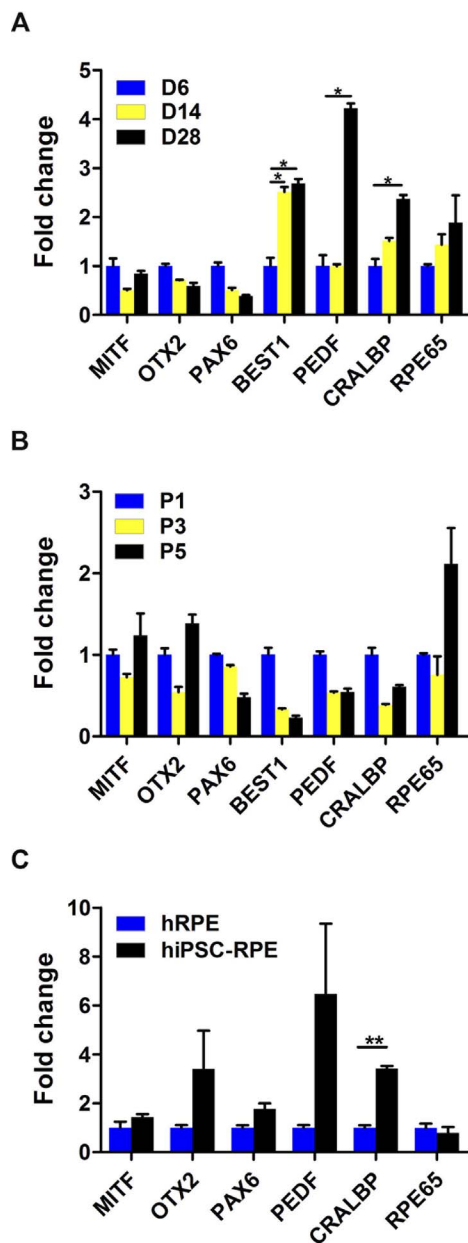 A
Fold change
5
4
3
2
1
0
D6
D14
D28
*
*
*
*
MITF
OTX2
PAX6
BEST1
PEDF
CRALBP
RPE65
B
Fold change
3
2
1
0
P1
P3
P5
MITF
OTX2
PAX6
BEST1
PEDF
CRALBP
RPE65
C
Fold change
10
8
6
4
2
0
hRPE
hiPSC-RPE
**
MITF
OTX2
PAX6
PEDF
CRALBP
RPE65